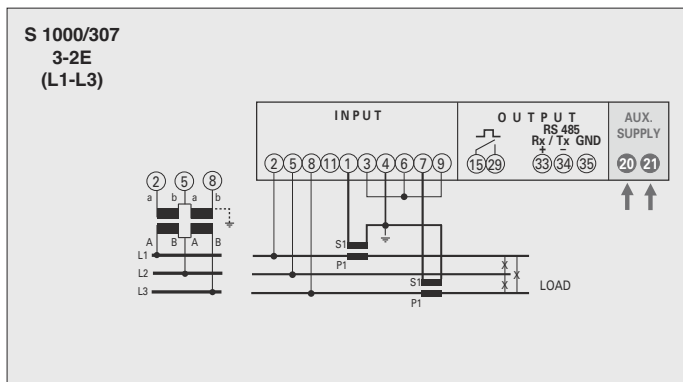 S 1000/307
3-2E
(L1-L3)
INPUT
OUTPUT
RS 485
Rx / Tx GND
+ –
AUX.
SUPPLY
2 5 8 11 1 3 4 6 7 9
15 29
33 34 35
20 21
2 5 8
a b a b
A B A B
L1
L2
L3
S1
P1
S1
P1
LOAD